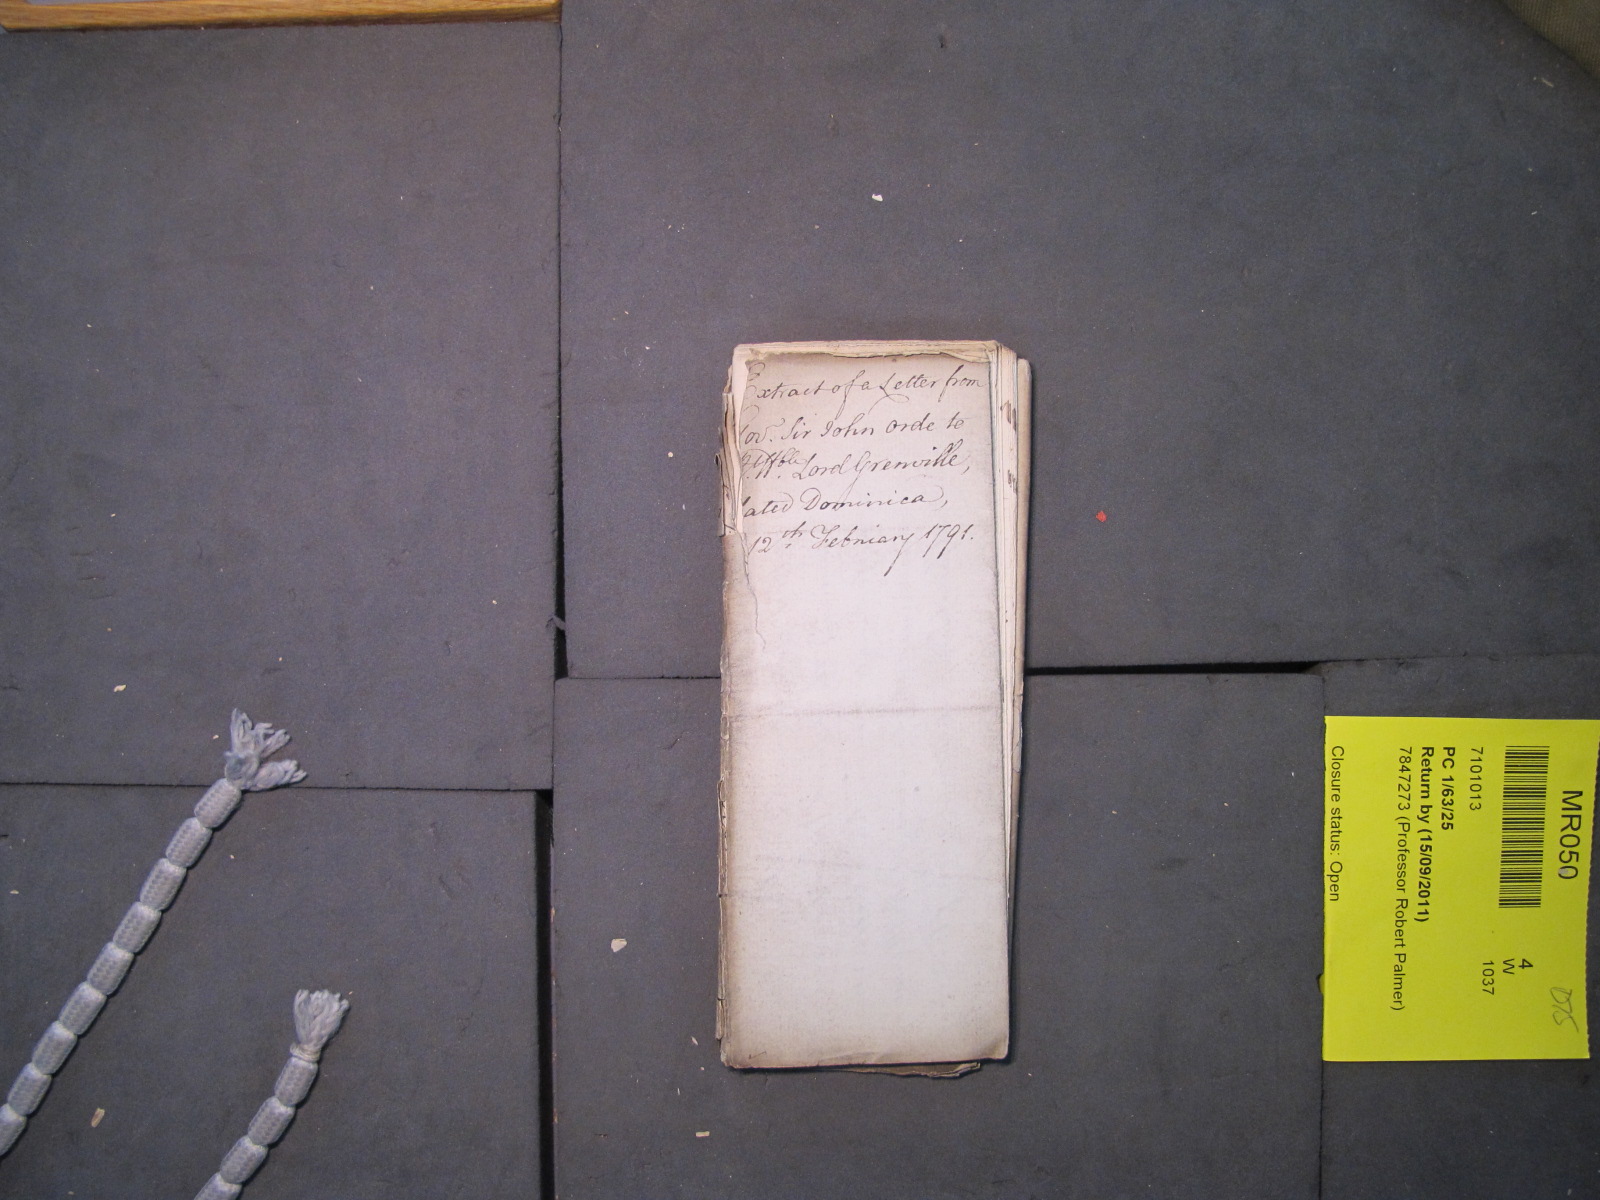 Extract of a Letter from
Gov.r Sir John Orde to
R.t Hble Lord Grenville,
dated Dominica,
12th February 1791.
MR050
7101013
PC 1/63/25
Return by (15/09/2011)
7847273 (Professor Robert Palmer)
Closure status: Open
4
W
1037